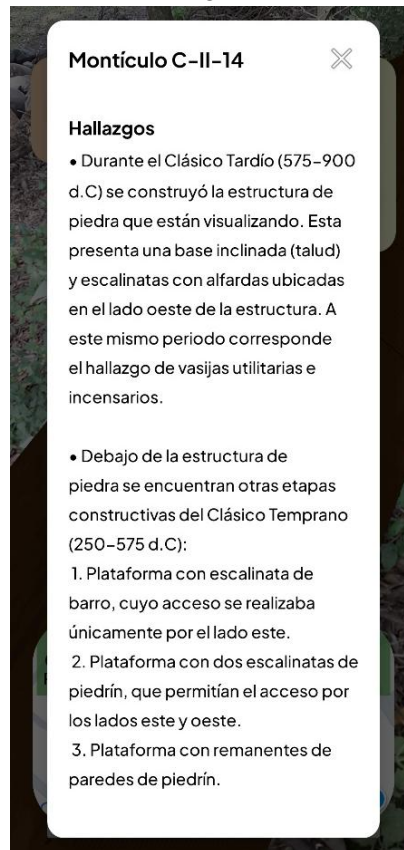 Montículo C-II-14
Hallazgos
• Durante el Clásico Tardío (575-900
d.C) se construyó la estructura de
piedra que están visualizando. Esta
presenta una base inclinada (talud)
y escalinatas con alfardas ubicadas
en el lado oeste de la estructura. A
este mismo periodo corresponde
el hallazgo de vasijas utilitarias e
incensarios.
• Debajo de la estructura de
piedra se encuentran otras etapas
constructivas del Clásico Temprano
(250-575 d.C):
1. Plataforma con escalinata de
barro, cuyo acceso se realizaba
únicamente por el lado este.
2. Plataforma con dos escalinatas de
piedrín, que permitían el acceso por
los lados este y oeste.
3. Plataforma con remanentes de
paredes de piedrín.